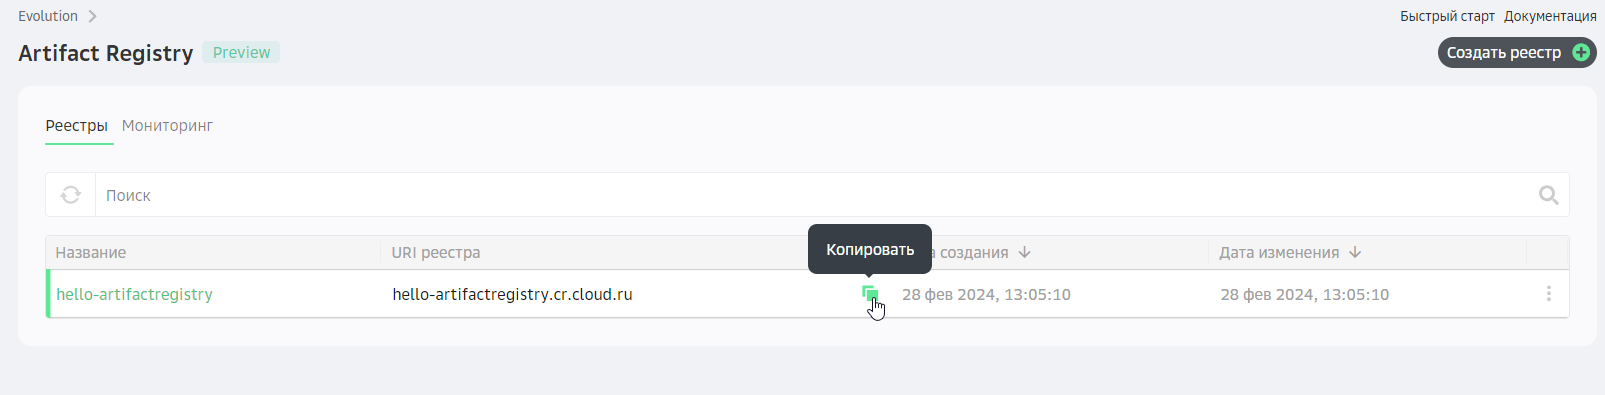 Evolution
Быстрый старт Документация
Artifact Registry Preview
Создать реестр
Реестры Мониторинг
Поиск
Копировать
Название URI реестра создания Дата изменения
hello-artifactregistry hello-artifactregistry.cr.cloud.ru 28 фев 2024, 13:05:10 28 фев 2024, 13:05:10